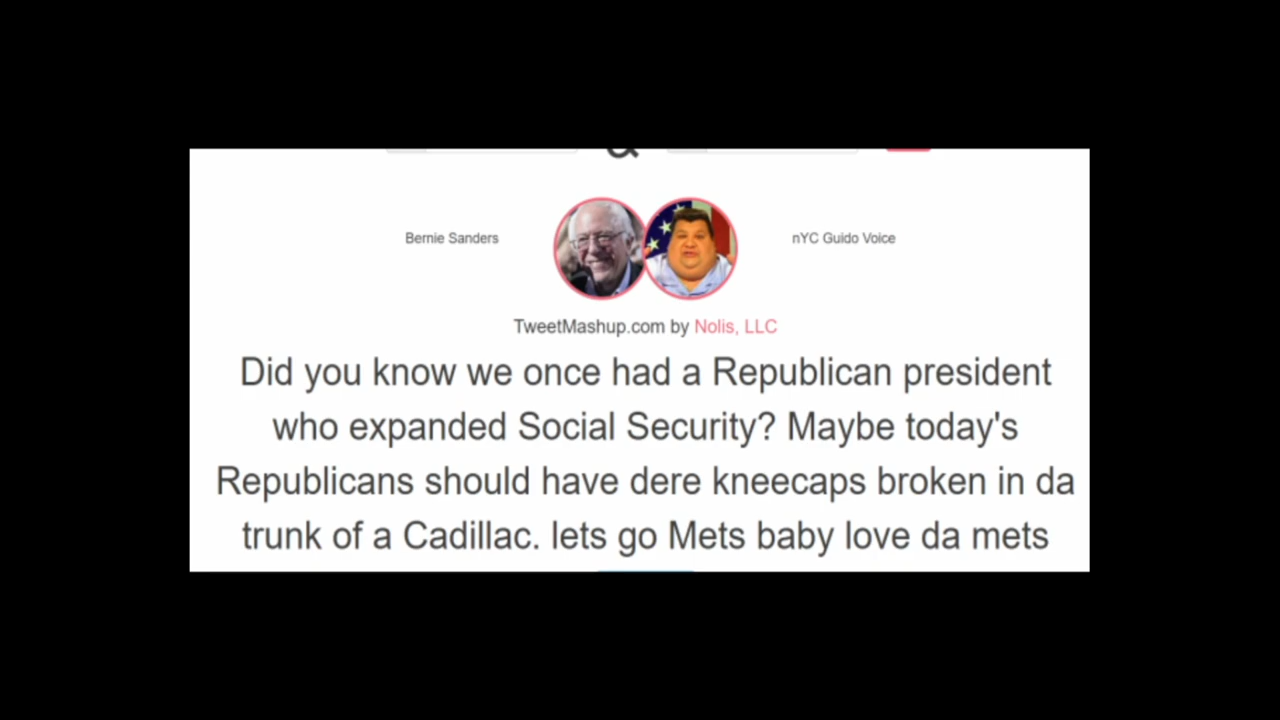 Bernie Sanders
nYC Guido Voice
TweetMashup.com by Nolis, LLC
Did you know we once had a Republican president
who expanded Social Security? Maybe today's
Republicans should have dere kneecaps broken in da
trunk of a Cadillac. lets go Mets baby love da mets